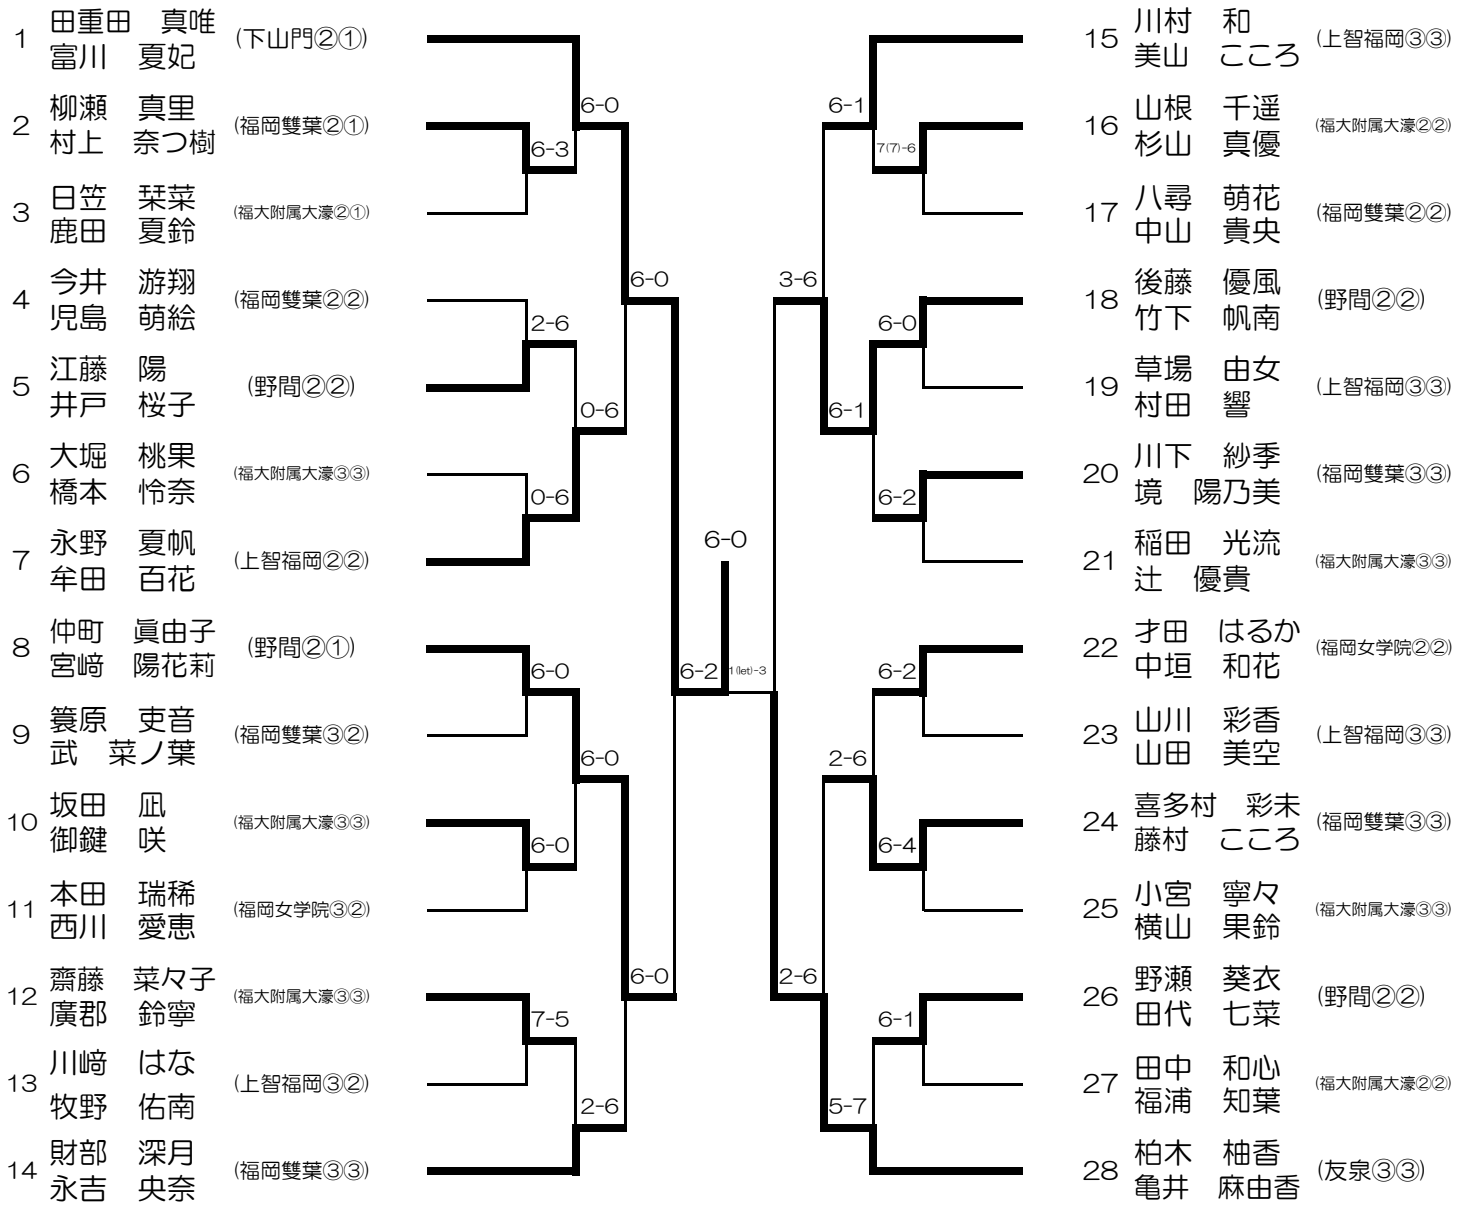 1 田重田　真唯 (下山門②①)
富川　夏妃
2 柳瀬　真里 (福岡雙葉②①)
村上　奈つ樹
3 日笠　栞菜 (福大附属大濠②①)
鹿田　夏鈴
4 今井　游翔 (福岡雙葉②②)
児島　萌絵
5 江藤　陽 (野間②②)
井戸　桜子
6 大堀　桃果 (福大附属大濠③③)
橋本　怜奈
7 永野　夏帆 (上智福岡②②)
牟田　百花
8 仲町　眞由子 (野間②①)
宮﨑　陽花莉
9 簑原　吏音 (福岡雙葉③②)
武　菜ノ葉
10 坂田　凪 (福大附属大濠③③)
御鍵　咲
11 本田　瑞稀 (福岡女学院③②)
西川　愛恵
12 齋藤　菜々子 (福大附属大濠③③)
廣郡　鈴寧
13 川﨑　はな (上智福岡③②)
牧野　佑南
14 財部　深月 (福岡雙葉③③)
永吉　央奈
6-0
6-3
6-0
2-6
0-6
0-6
6-0
6-0
6-0
6-0
7-5
2-6
6-0
6-2
1(let)-3
6-1
7(7)-6
3-6
6-0
6-1
6-2
6-2
2-6
6-4
2-6
6-1
5-7
15 川村　和 (上智福岡③③)
美山　こころ
16 山根　千遥 (福大附属大濠②②)
杉山　真優
17 八尋　萌花 (福岡雙葉②②)
中山　貴央
18 後藤　優風 (野間②②)
竹下　帆南
19 草場　由女 (上智福岡③③)
村田　響
20 川下　紗季 (福岡雙葉③③)
境　陽乃美
21 稲田　光流 (福大附属大濠③③)
辻　優貴
22 才田　はるか (福岡女学院②②)
中垣　和花
23 山川　彩香 (上智福岡③③)
山田　美空
24 喜多村　彩未 (福岡雙葉③③)
藤村　こころ
25 小宮　寧々 (福大附属大濠③③)
横山　果鈴
26 野瀬　葵衣 (野間②②)
田代　七菜
27 田中　和心 (福大附属大濠②②)
福浦　知葉
28 柏木　柚香 (友泉③③)
亀井　麻由香